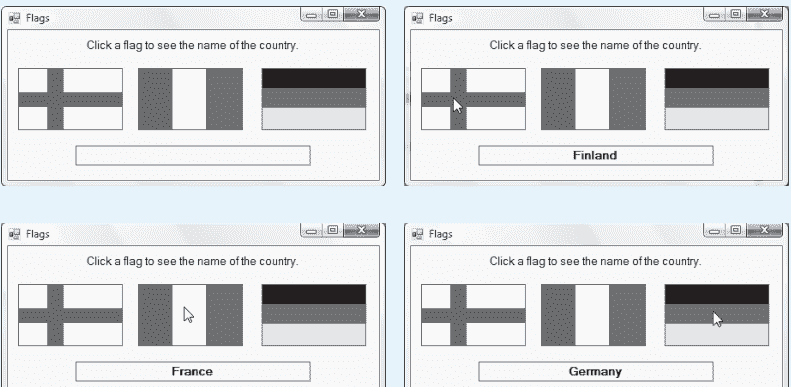 Flags
Click a flag to see the name of the country.
Flags
Click a flag to see the name of the country.
Finland
Flags
Click a flag to see the name of the country.
France
Flags
Click a flag to see the name of the country.
Germany